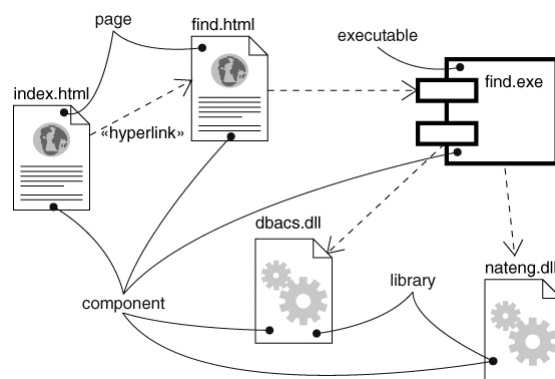 page
find.html
executable
index.html
find.exe
«hyperlink»
dbacs.dll
nateng.dll
library
component